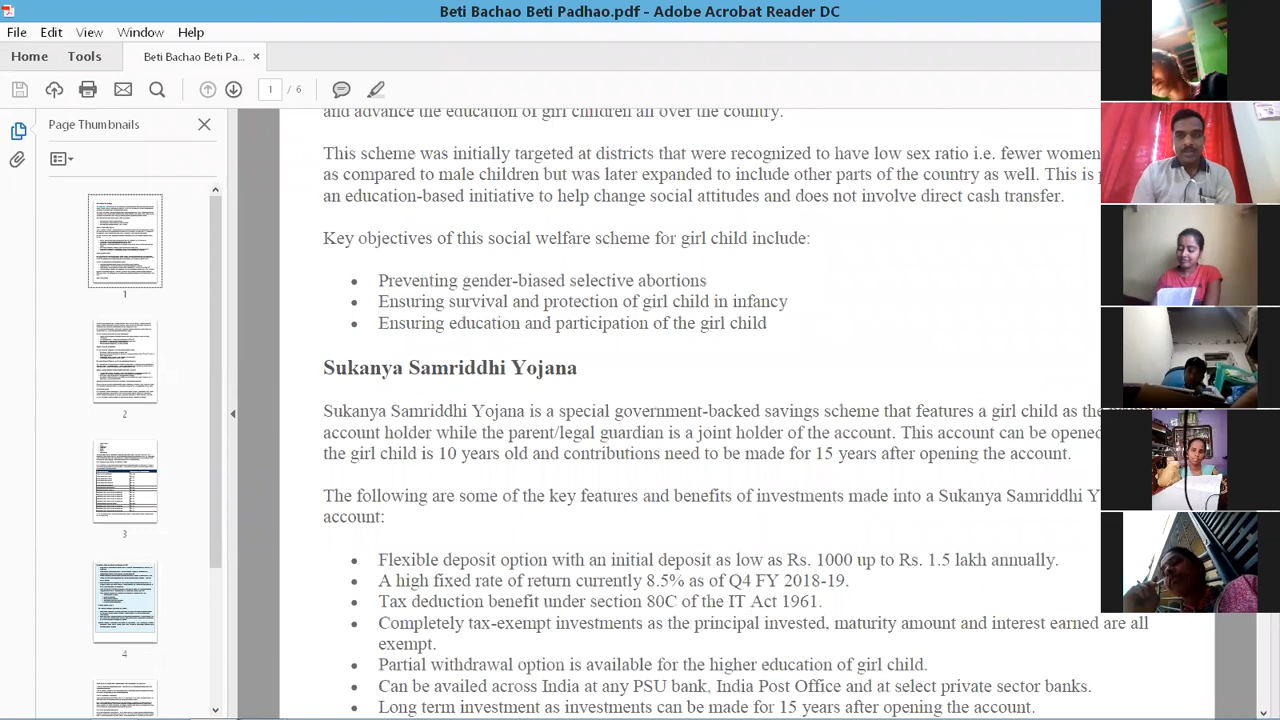 Beti Bachao Beti Padhao.pdf - Adobe Acrobat Reader DC
File Edit View Window Help
Home Tools Beti Bachao Beti Pa... ×
1 / 6
Page Thumbnails
1
2
3
4
and advance the education of girl children all over the country.
This scheme was initially targeted at districts that were recognized to have low sex ratio i.e. fewer women
as compared to male children but was later expanded to include other parts of the country as well. This is
an education-based initiative to help change social attitudes and does not involve direct cash transfer.
Key objectives of this social welfare scheme for girl child include:
Preventing gender-biased selective abortions
Ensuring survival and protection of girl child in infancy
Ensuring education and participation of the girl child
Sukanya Samriddhi
Sukanya Samriddhi Yojana is a special government-backed savings scheme that features a girl child as the primary
account holder while the parent/legal guardian is a joint holder of the account. This account can be opened
the girl child is 10 years old and contributions need to be made for 15 years after opening the account.
The following are some of the key features and benefits of investments made into a Sukanya Samriddhi
account:
Flexible deposit option i.e. an initial deposit as low as Rs. 1000 up to Rs. 1.5 lakh annually.
A high fixed rate of return currently 8.5% as of Q4 FY
Tax deduction benefit under section 80C of the IT Act
Completely tax-exempt investments as the principal invested, maturity amount and interest earned are all
exempt.
Partial withdrawal option is available for the higher education of girl child.
PSU banks, India Post offices and select private sector banks.
Long term investment as investments can be made for 15 years after opening the account.